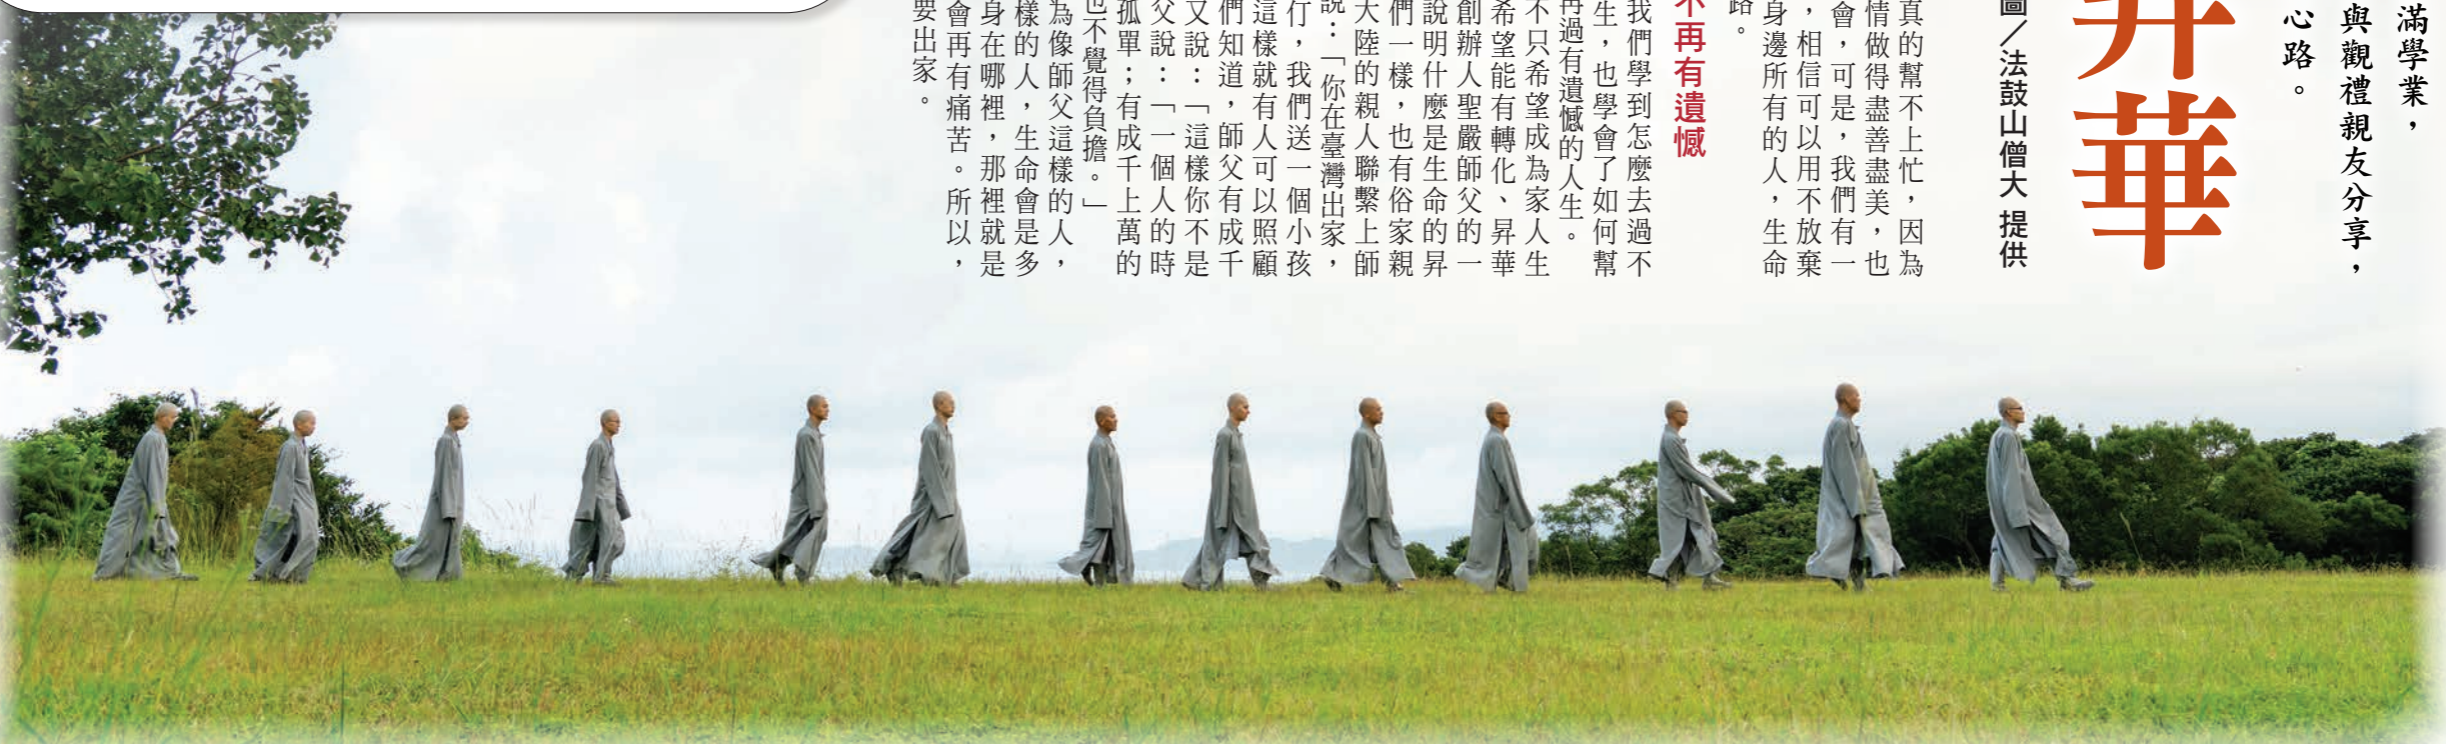 滿學業，
與觀禮親友分享，
心路。
昇華
圖／法鼓山僧大 提供
真的幫不上忙，因為
情做得盡善盡美，也
會，可是，我們有一
，相信可以用不放棄
身邊所有的人，生命
路。
不再有遺憾
我們學到怎麼去過不
生，也學會了如何幫
再過有遺憾的人生。
不只希望成為家人生
希望能有轉化、昇華
創辦人聖嚴師父的一
說明什麼是生命的昇
們一樣，也有俗家親
大陸的親人聯繫上師
說：「你在臺灣出家，
行，我們送一個小孩
這樣就有人可以照顧
們知道，師父有成千
又說：「這樣你不是
父說：「一個人的時
孤單；有成千上萬的
也不覺得負擔。」
為像師父這樣的人，
樣的人，生命會是多
身在哪裡，那裡就是
會再有痛苦。所以，
要出家。